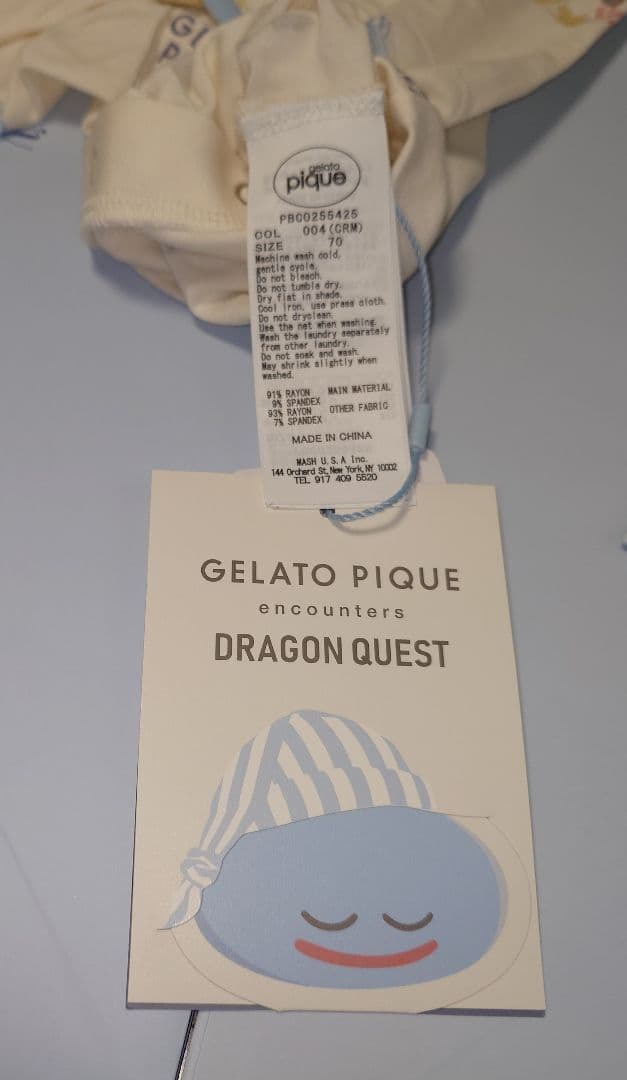 GI
P
gelato
pique
PBCO255425
COL 004(CRM)
SIZE 70
Machine wash cold,
gentle cycle.
Do not bleach.
Do not tumble dry.
Dry flat in shade.
Cool Iron, use press cloth.
Do not dryclean.
Use the net when washing.
Wash the laundry separately
from other laundry.
Do not soak and wash.
May shrink slightly when
washed.
91% RAYON MAIN MATERIAL
9% SPANDEX
93% RAYON OTHER FABRIC
7% SPANDEX
MADE IN CHINA
MASH U.S.A Inc.
144 Orchard St, New York, NY 10002
TEL 917 409 5520
GELATO PIQUE
encounters
DRAGON QUEST